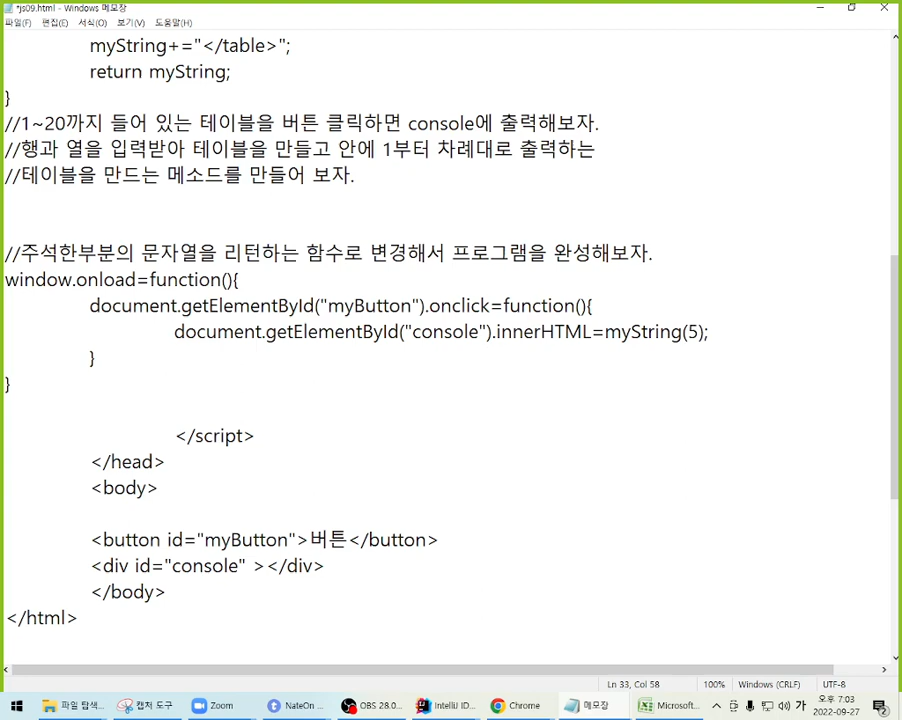 *js09.html - Windows 메모장
파일(F) 편집(E) 서식(O) 보기(V) 도움말(H)
myString+="</table>";
return myString;
}
//1~20까지 들어 있는 테이블을 버튼 클릭하면 console에 출력해보자.
//행과 열을 입력받아 테이블을 만들고 안에 1부터 차례대로 출력하는
//테이블을 만드는 메소드를 만들어 보자.
//주석한부분의 문자열을 리턴하는 함수로 변경해서 프로그램을 완성해보자.
window.onload=function(){
document.getElementById("myButton").onclick=function(){
document.getElementById("console").innerHTML=myString(5);
}
}
</script>
</head>
<body>
<button id="myButton">버튼</button>
<div id="console" ></div>
</body>
</html>
Ln 33, Col 58 100% Windows (CRLF) UTF-8
파일 탐색... 캡처 도구 Zoom NateOn ... OBS 28.0... IntelliJ ID... Chrome 메모장 Microsoft... 가 오후 7:03
2022-09-27 2